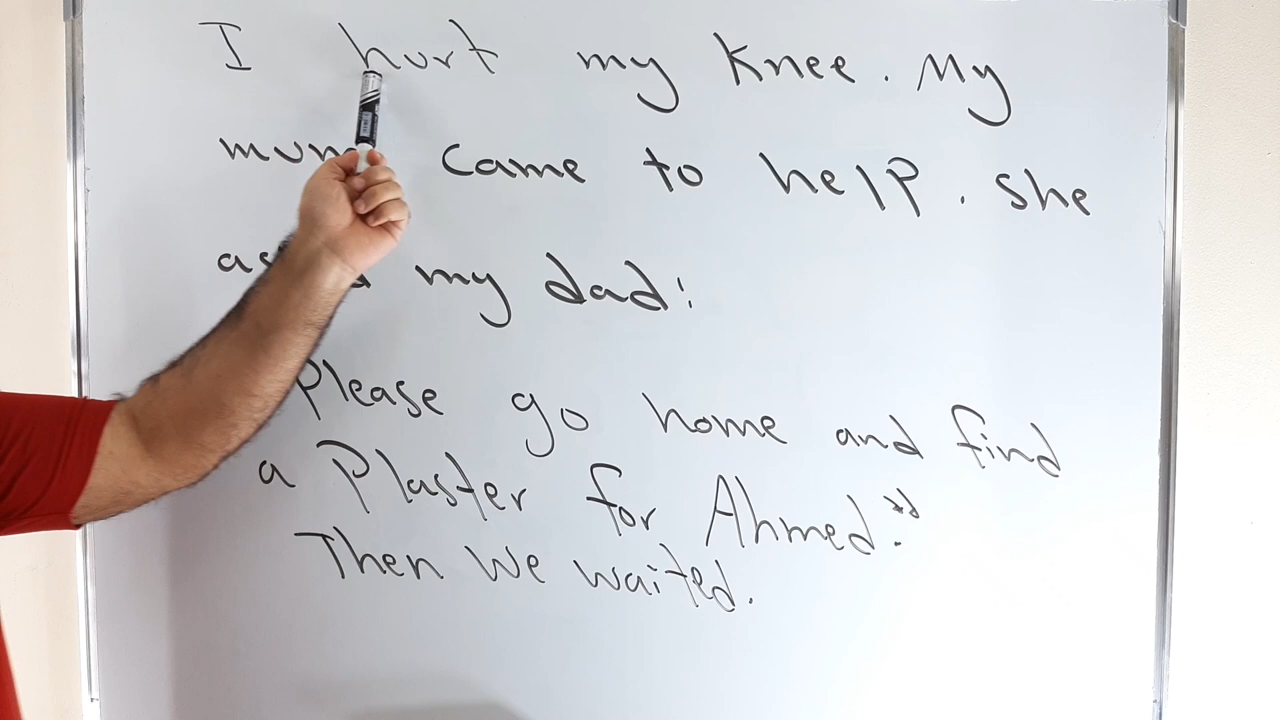 I hurt my Knee. My
mum came to help. she
my dad:
Please go home and find
a Plaster for Ahmed."
Then we waited.